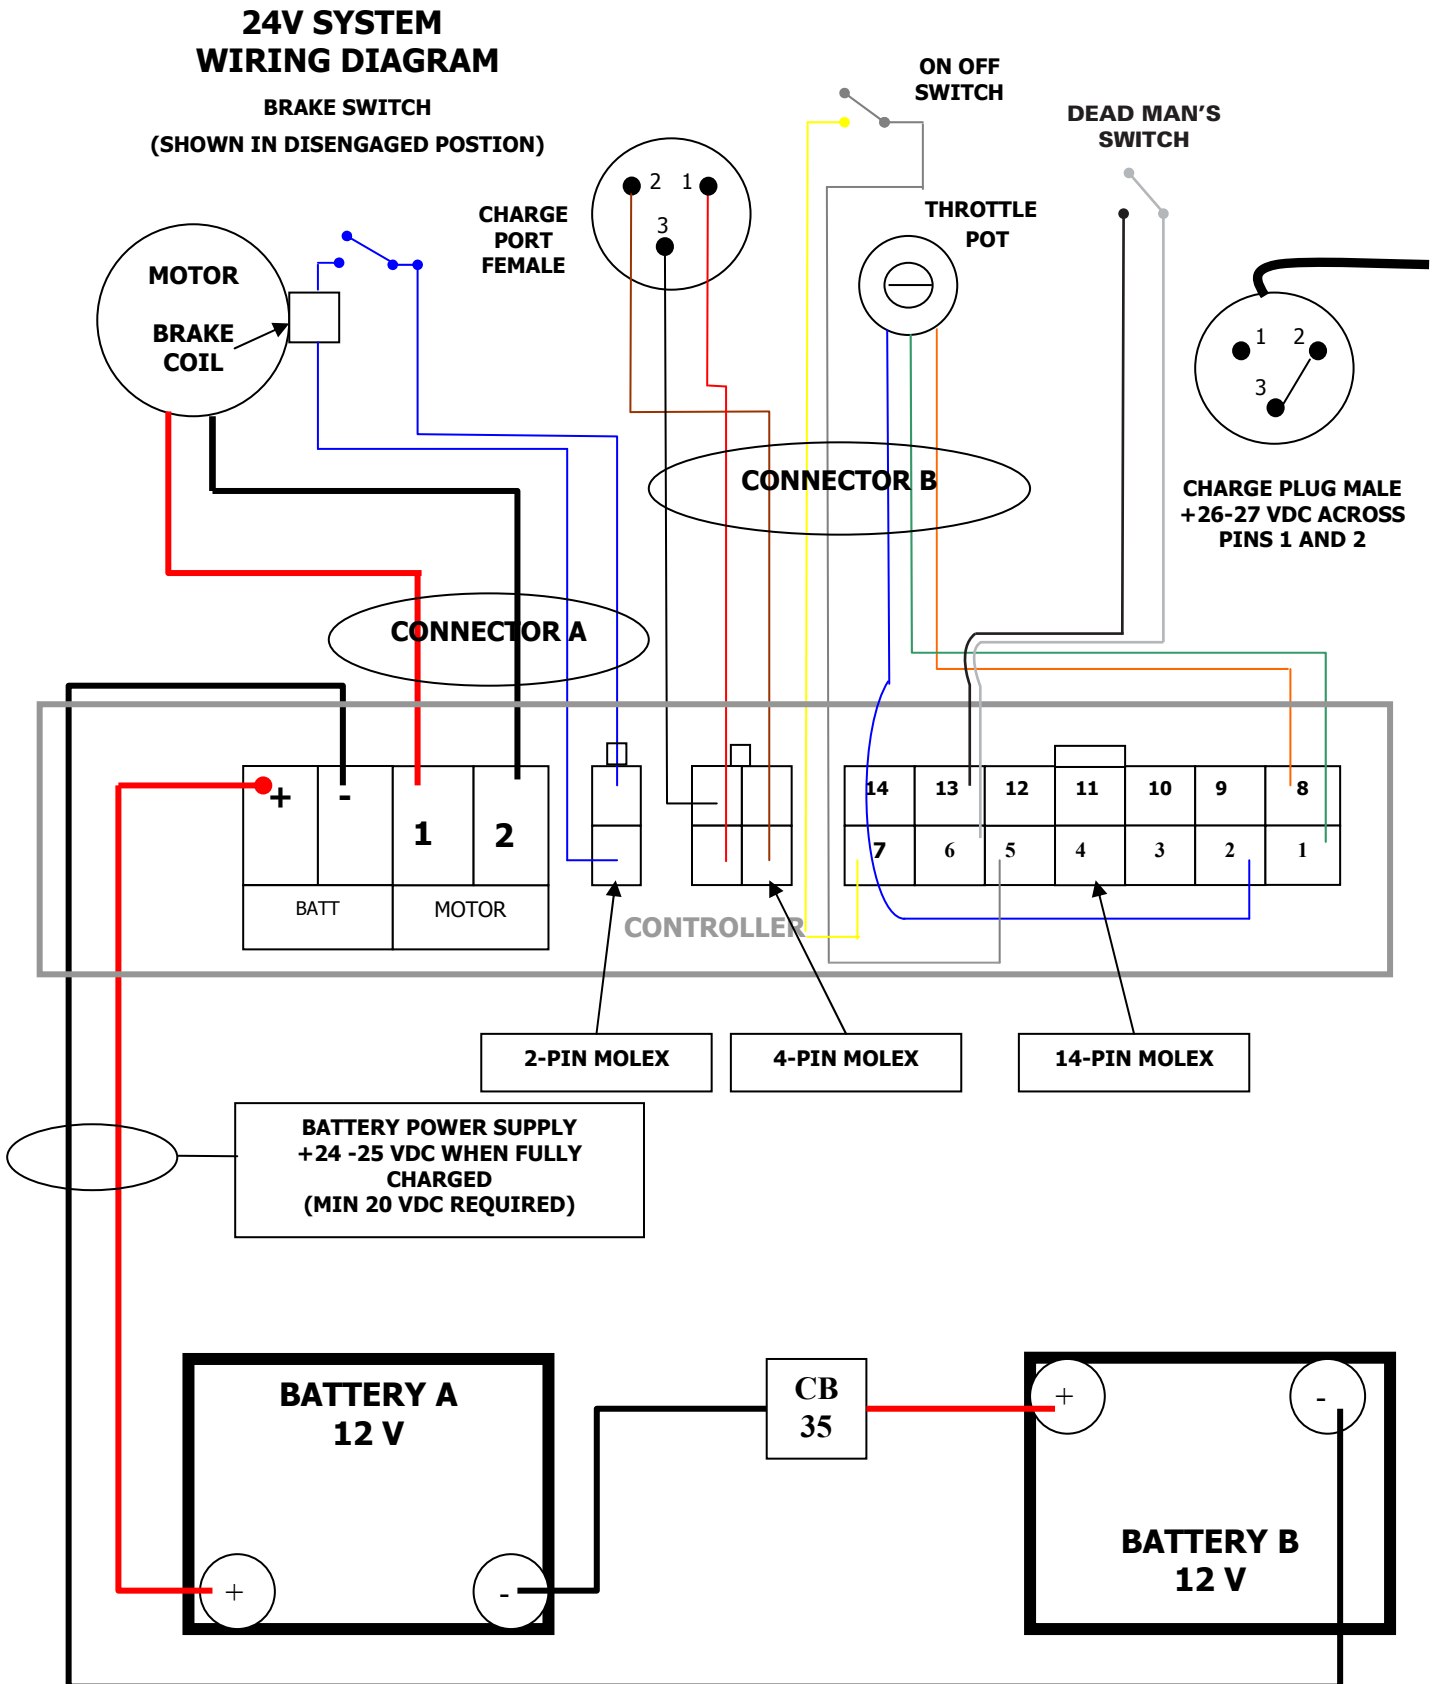 24V SYSTEM
WIRING DIAGRAM
BRAKE SWITCH
(SHOWN IN DISENGAGED POSTION)
ON OFF
SWITCH
DEAD MAN'S
SWITCH
CHARGE
PORT
FEMALE
2 1
3
THROTTLE
POT
MOTOR
BRAKE
COIL
1 2
3
CHARGE PLUG MALE
+26-27 VDC ACROSS
PINS 1 AND 2
CONNECTOR B
CONNECTOR A
+ - 1 2
BATT MOTOR
14 13 12 11 10 9 8
7 6 5 4 3 2 1
CONTROLLER
2-PIN MOLEX
4-PIN MOLEX
14-PIN MOLEX
BATTERY POWER SUPPLY
+24 -25 VDC WHEN FULLY
CHARGED
(MIN 20 VDC REQUIRED)
BATTERY A
12 V
+ -
CB
35
+ -
BATTERY B
12 V